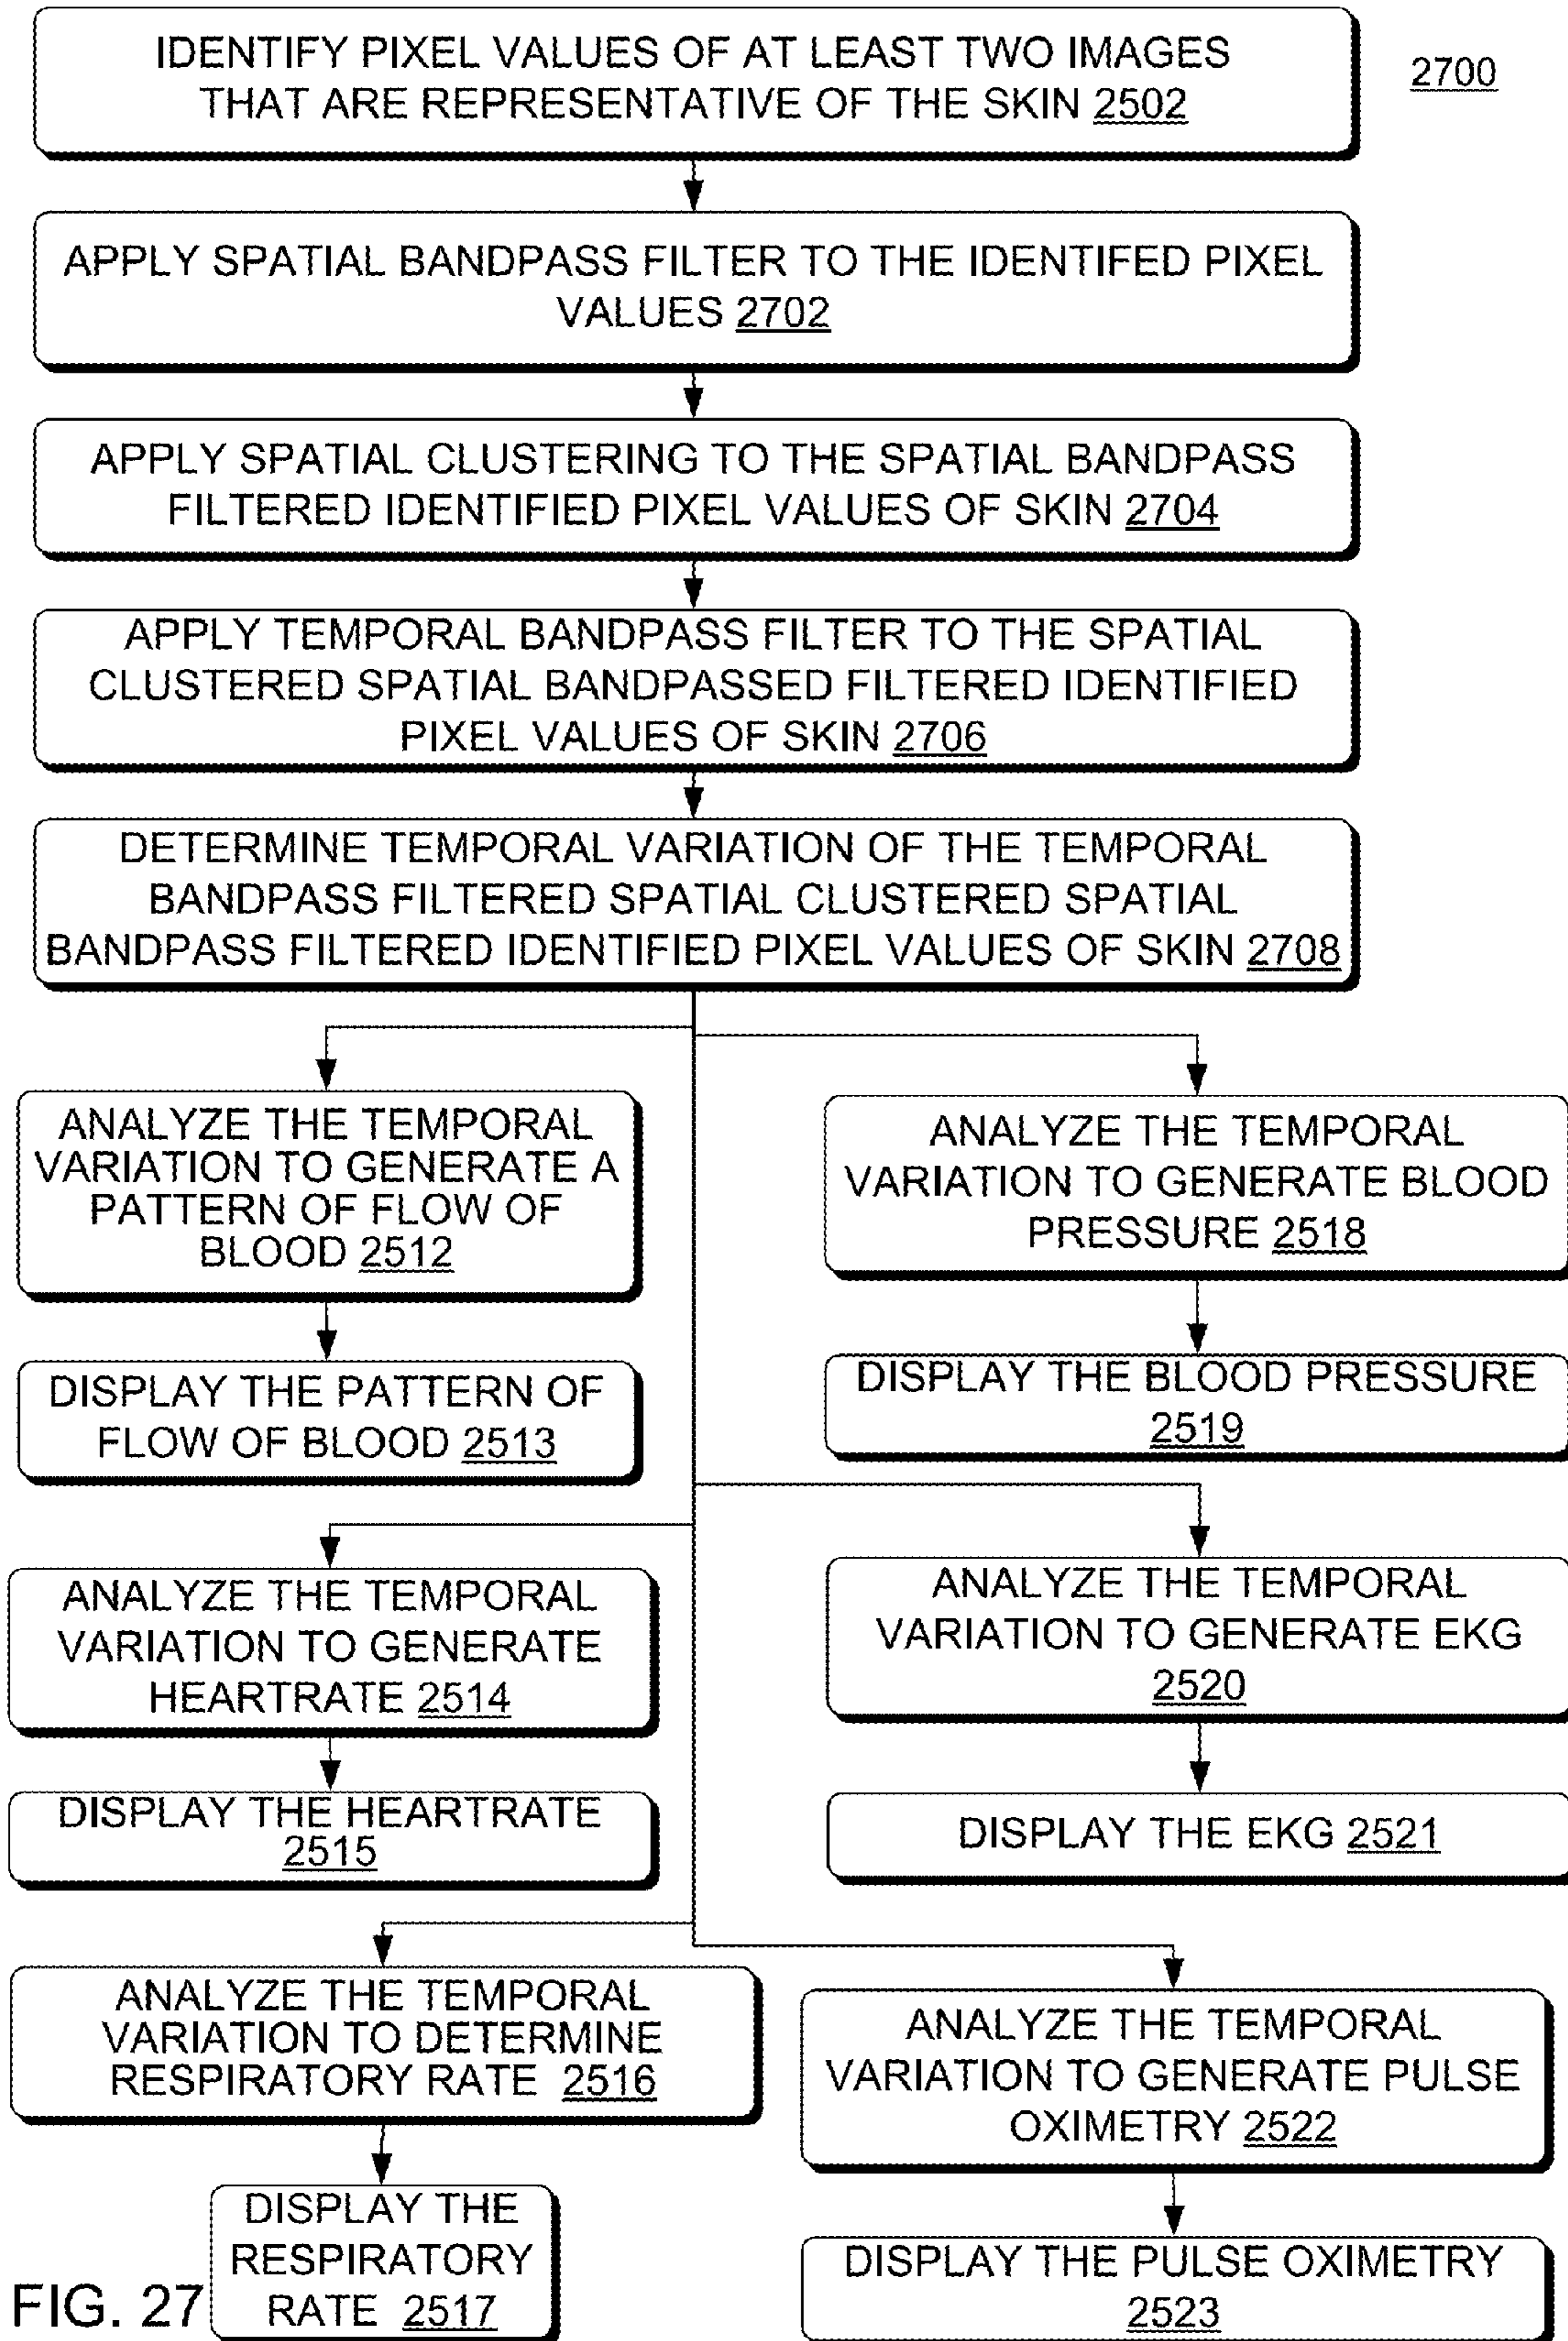 IDENTIFY PIXEL VALUES OF AT LEAST TWO IMAGES
THAT ARE REPRESENTATIVE OF THE SKIN 2502
2700
APPLY SPATIAL BANDPASS FILTER TO THE IDENTIFED PIXEL
VALUES 2702
APPLY SPATIAL CLUSTERING TO THE SPATIAL BANDPASS
FILTERED IDENTIFIED PIXEL VALUES OF SKIN 2704
APPLY TEMPORAL BANDPASS FILTER TO THE SPATIAL
CLUSTERED SPATIAL BANDPASSED FILTERED IDENTIFIED
PIXEL VALUES OF SKIN 2706
DETERMINE TEMPORAL VARIATION OF THE TEMPORAL
BANDPASS FILTERED SPATIAL CLUSTERED SPATIAL
BANDPASS FILTERED IDENTIFIED PIXEL VALUES OF SKIN 2708
ANALYZE THE TEMPORAL
VARIATION TO GENERATE A
PATTERN OF FLOW OF
BLOOD 2512
DISPLAY THE PATTERN OF
FLOW OF BLOOD 2513
ANALYZE THE TEMPORAL
VARIATION TO GENERATE BLOOD
PRESSURE 2518
DISPLAY THE BLOOD PRESSURE
2519
ANALYZE THE TEMPORAL
VARIATION TO GENERATE
HEARTRATE 2514
DISPLAY THE HEARTRATE
2515
ANALYZE THE TEMPORAL
VARIATION TO GENERATE EKG
2520
DISPLAY THE EKG 2521
ANALYZE THE TEMPORAL
VARIATION TO DETERMINE
RESPIRATORY RATE 2516
DISPLAY THE
RESPIRATORY
RATE 2517
ANALYZE THE TEMPORAL
VARIATION TO GENERATE PULSE
OXIMETRY 2522
DISPLAY THE PULSE OXIMETRY
2523
FIG. 27